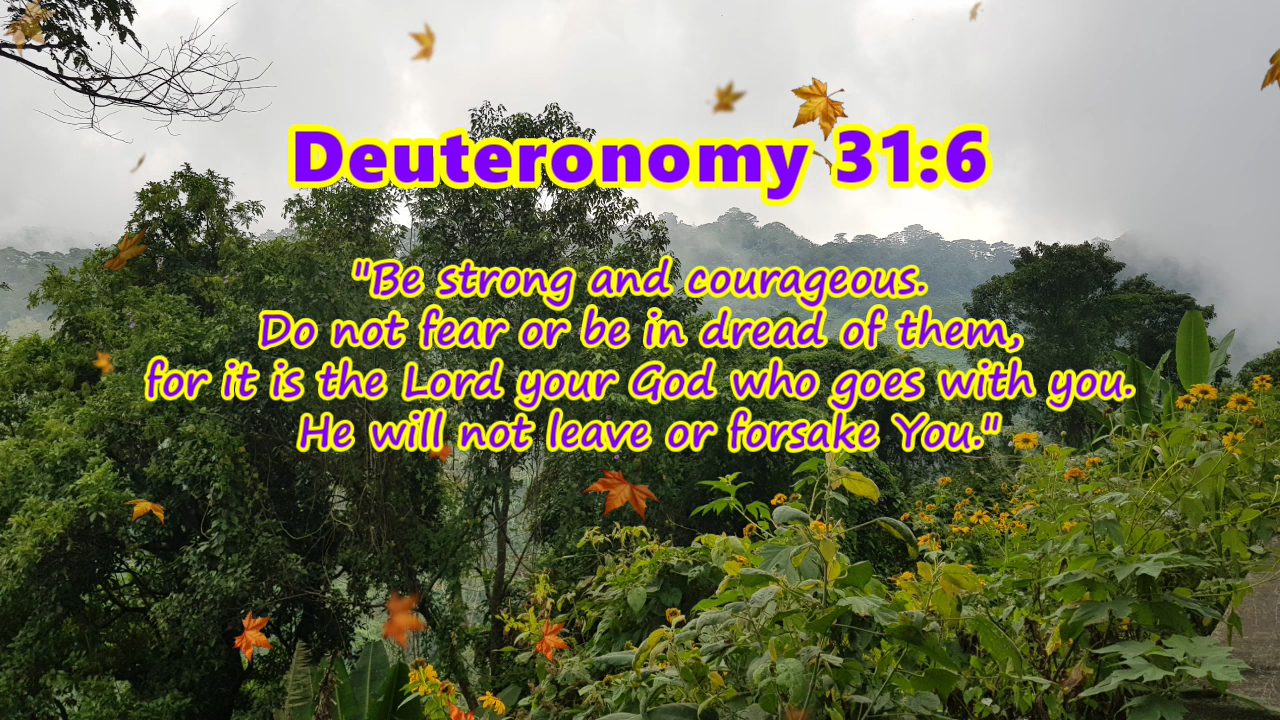 Deuteronomy 31:6
"Be strong and courageous.
Do not fear or be in dread of them,
for it is the Lord your God who goes with you.
He will not leave or forsake You."